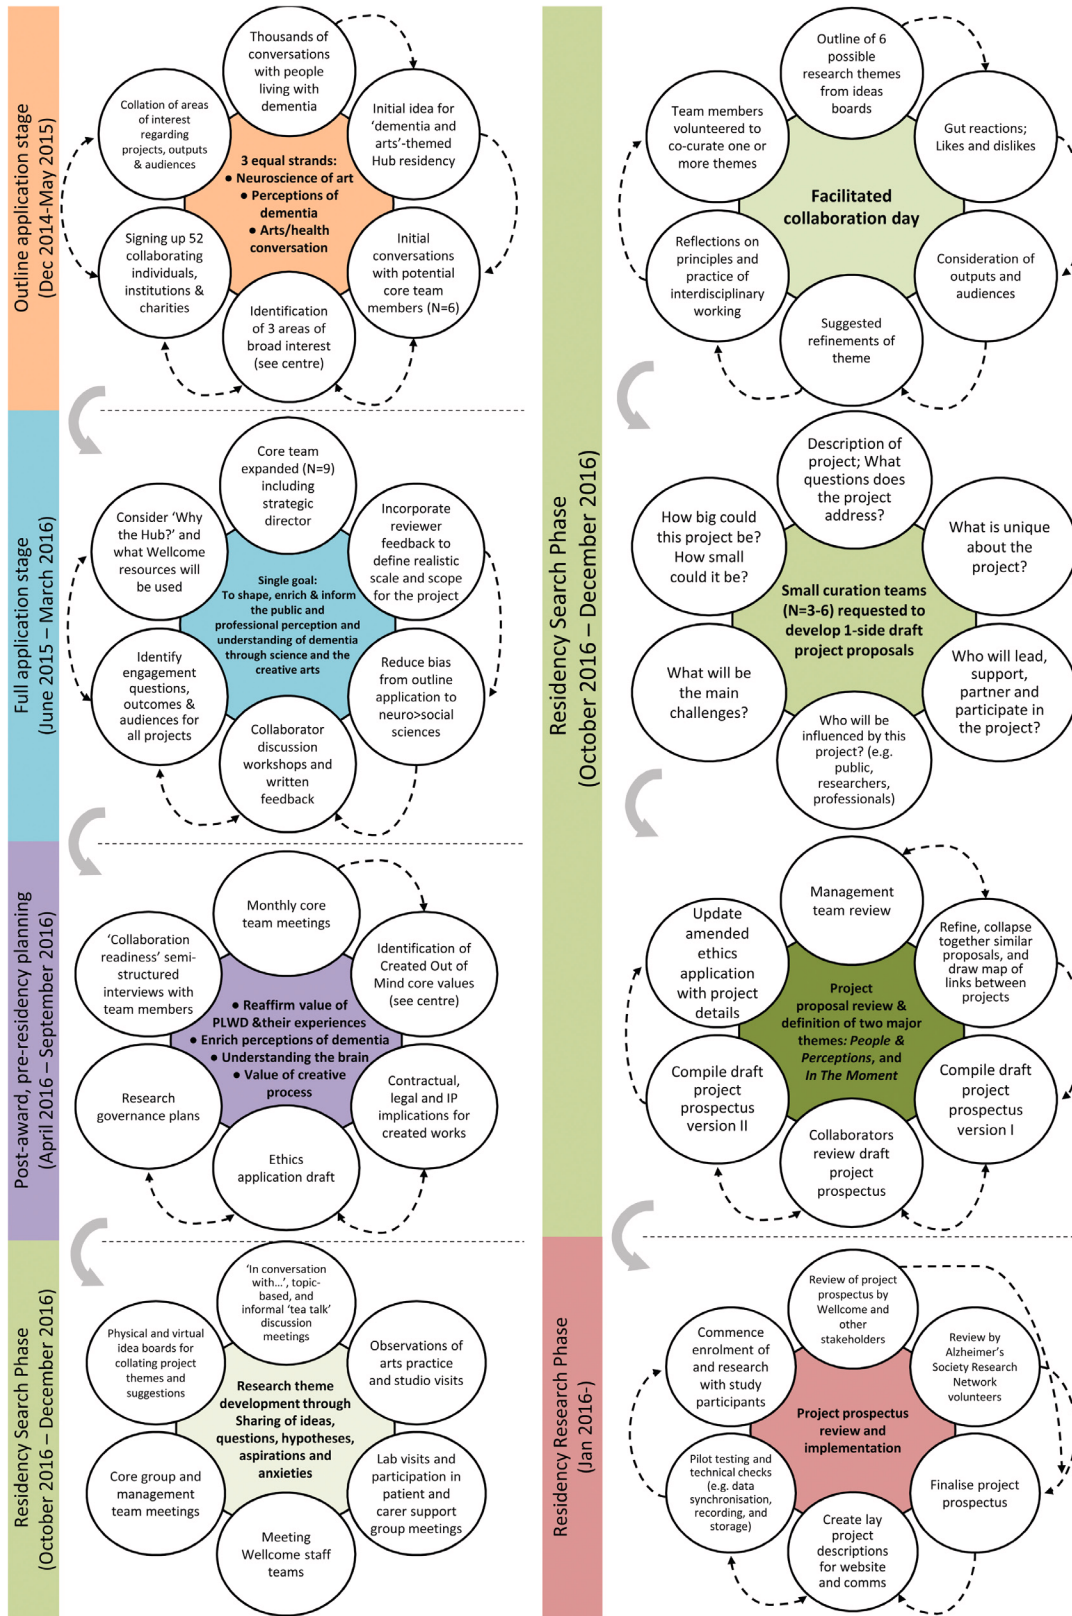 Outline application stage
(Dec 2014-May 2015)
Thousands of
conversations
with people
living with
dementia
Collation of areas
of interest
regarding
projects, outputs
& audiences
Initial idea for
‘dementia and
arts’-themed
Hub residency
3 equal strands:
● Neuroscience of art
● Perceptions of
dementia
● Arts/health
conversation
Signing up 52
collaborating
individuals,
institutions &
charities
Initial
conversations
with potential
core team
members (N=6)
Identification
of 3 areas of
broad interest
(see centre)
Full application stage
(June 2015 – March 2016)
Core team
expanded (N=9)
including
strategic
director
Consider ‘Why
the Hub?’ and
what Wellcome
resources will
be used
Incorporate
reviewer
feedback to
define realistic
scale and scope
for the project
Single goal:
To shape, enrich & inform
the public and
professional perception and
understanding of dementia
through science and the
creative arts
Identify
engagement
questions,
outcomes &
audiences for
all projects
Reduce bias
from outline
application to
neuro>social
sciences
Collaborator
discussion
workshops and
written
feedback
Post-award, pre-residency planning
(April 2016 – September 2016)
Monthly core
team meetings
‘Collaboration
readiness’ semi-
structured
interviews with
team members
Identification of
Created Out of
Mind core values
(see centre)
● Reaffirm value of
PLWD &their experiences
● Enrich perceptions of dementia
● Understanding the brain
● Value of creative
process
Research
governance plans
Contractual,
legal and IP
implications for
created works
Ethics
application draft
Residency Search Phase
(October 2016 – December 2016)
‘In conversation
with...’, topic-
based, and
informal ‘tea talk’
discussion
meetings
Physical and virtual
idea boards for
collating project
themes and
suggestions
Observations of
arts practice
and studio visits
Research theme
development through
Sharing of ideas,
questions, hypotheses,
aspirations and
anxieties
Core group and
management
team meetings
Lab visits and
participation in
patient and
carer support
group meetings
Meeting
Wellcome staff
teams
Residency Search Phase
(October 2016 – December 2016)
Outline of 6
possible
research themes
from ideas
boards
Team members
volunteered to
co-curate one or
more themes
Gut reactions;
Likes and dislikes
Facilitated
collaboration day
Reflections on
principles and
practice of
interdisciplinary
working
Consideration of
outputs and
audiences
Suggested
refinements of
theme
Description of
project; What
questions does
the project
address?
How big could
this project be?
How small
could it be?
What is unique
about the
project?
Small curation teams
(N=3-6) requested to
develop 1-side draft
project proposals
What will be
the main
challenges?
Who will lead,
support,
partner and
participate in
the project?
Who will be
influenced by this
project? (e.g.
public,
researchers,
professionals)
Management
team review
Update
amended
ethics
application
with project
details
Refine, collapse
together similar
proposals, and
draw map of
links between
projects
Project
proposal review &
definition of two major
themes: People &
Perceptions, and
In The Moment
Compile draft
project
prospectus
version II
Compile draft
project
prospectus
version I
Collaborators
review draft
project
prospectus
Residency Research Phase
(Jan 2016-)
Review of project
prospectus by
Wellcome and
other
stakeholders
Commence
enrolment of
and research
with study
participants
Review by
Alzheimer’s
Society Research
Network
volunteers
Project prospectus
review and
implementation
Pilot testing and
technical checks
(e.g. data
synchronisation,
recording, and
storage)
Finalise project
prospectus
Create lay
project
descriptions
for website
and comms